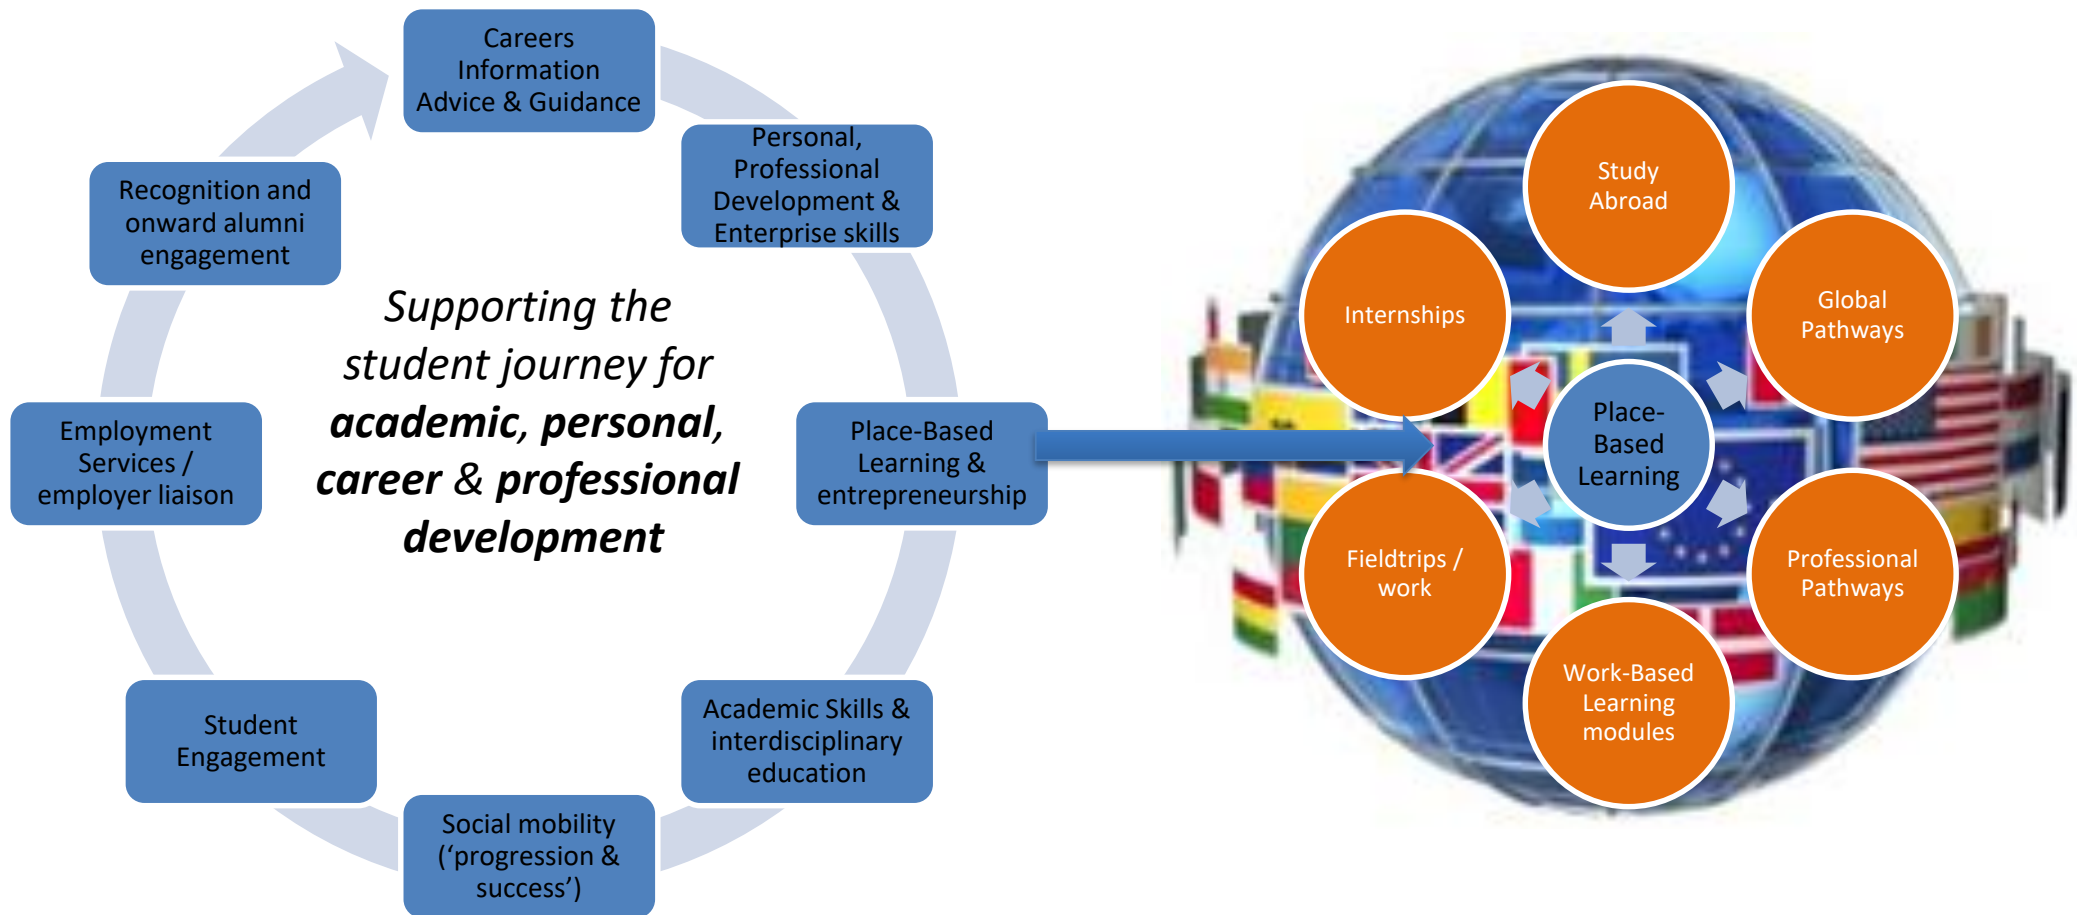 Careers
Information
Advice & Guidance
Personal,
Professional
Development &
Enterprise skills
Place-Based
Learning &
entrepreneurship
Academic Skills &
interdisciplinary
education
Social mobility
(‘progression &
success’)
Student
Engagement
Employment
Services /
employer liaison
Recognition and
onward alumni
engagement
Supporting the
student journey for
academic, personal,
career & professional
development
Place-
Based
Learning
Study
Abroad
Global
Pathways
Professional
Pathways
Work-Based
Learning
modules
Fieldtrips /
work
Internships